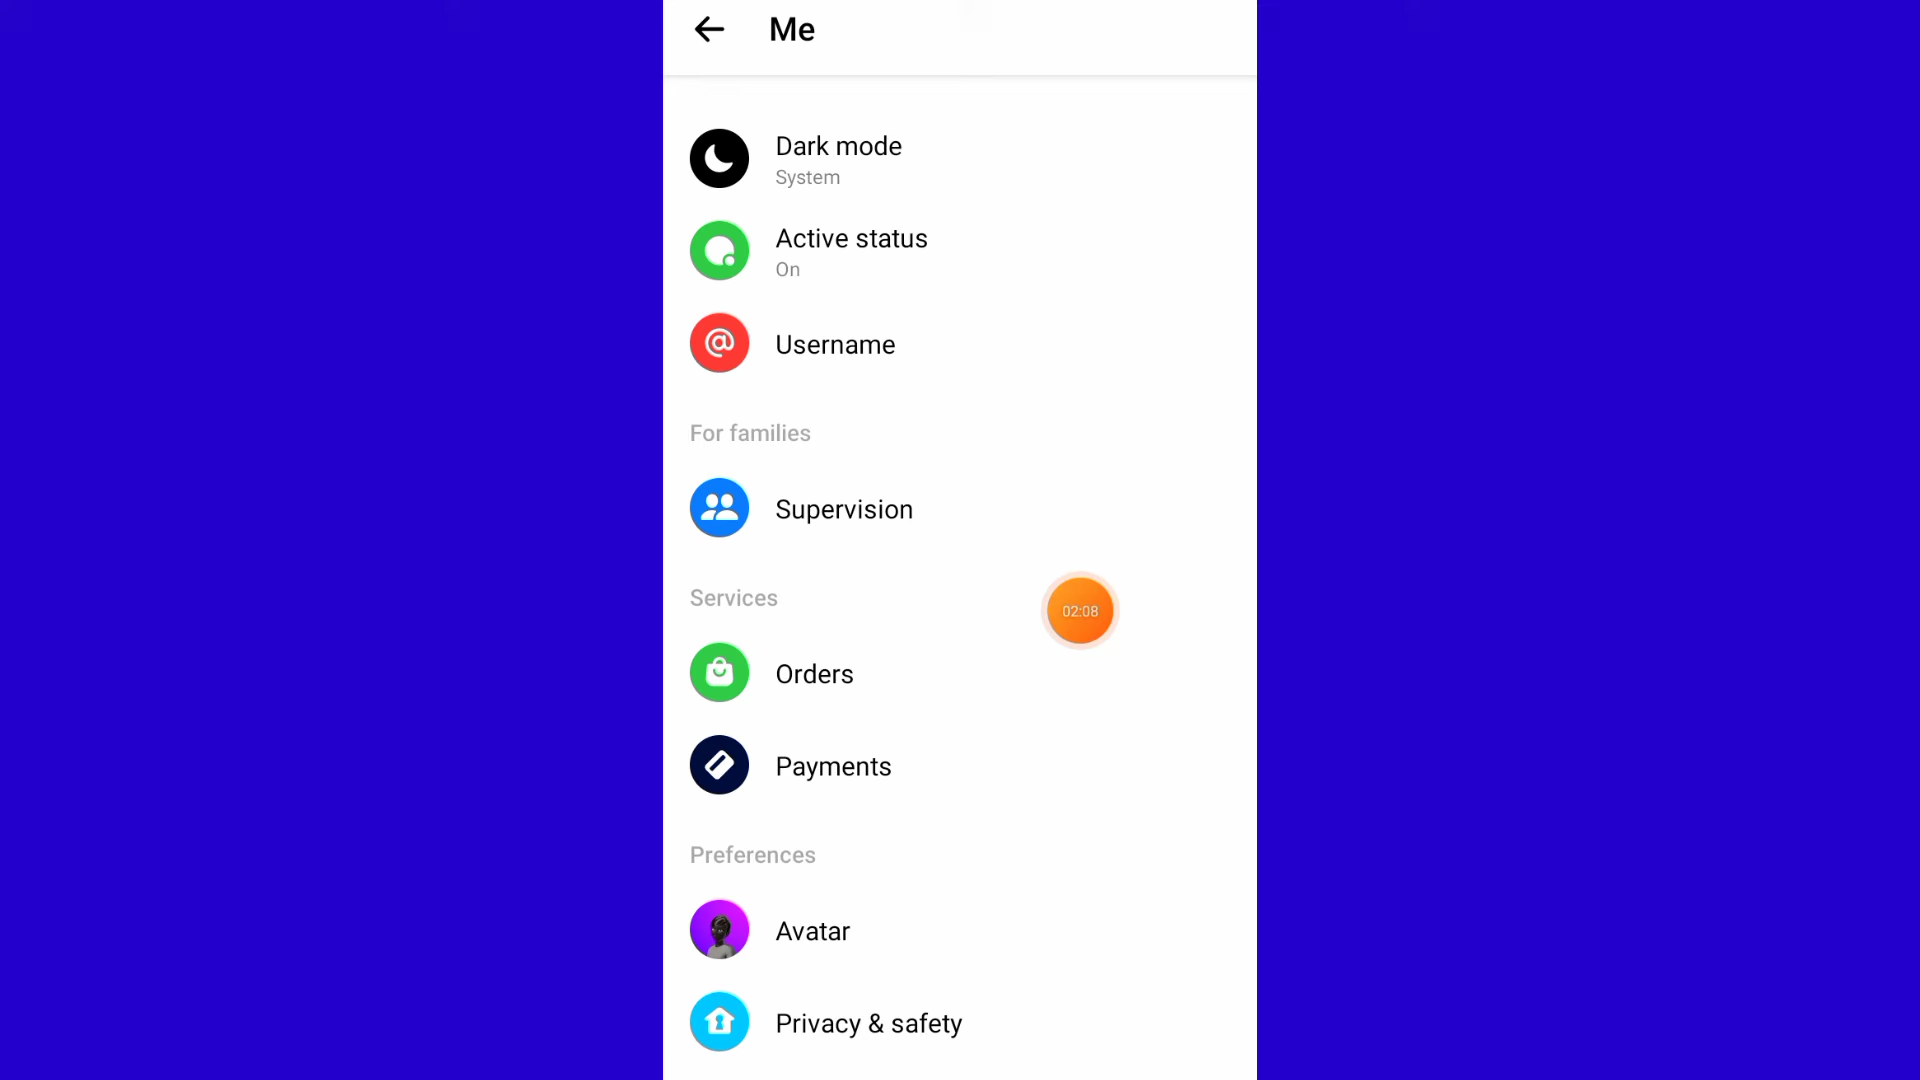 Me
Dark mode
System
Active status
On
Username
For families
Supervision
Services
02:08
Orders
Payments
Preferences
Avatar
Privacy & safety